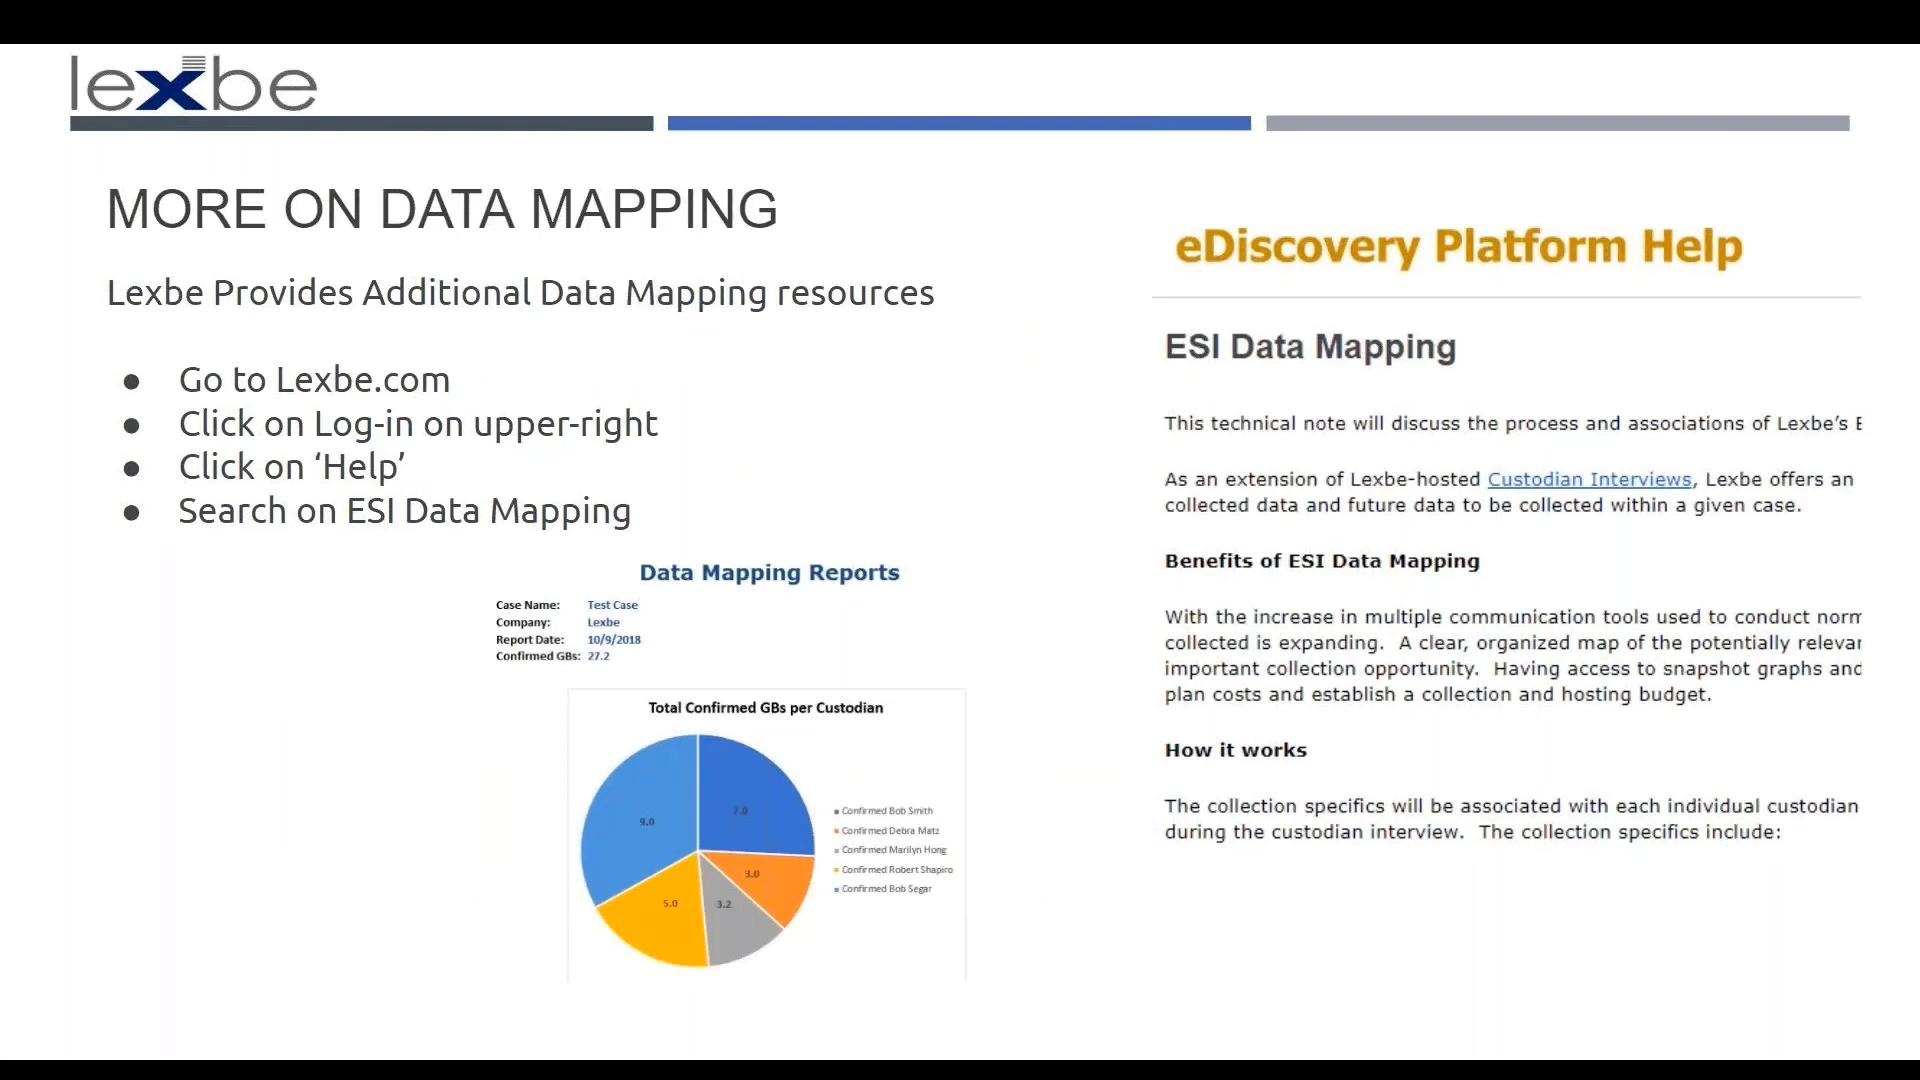 lexbe
MORE ON DATA MAPPING
Lexbe Provides Additional Data Mapping resources
● Go to Lexbe.com
● Click on Log-in on upper-right
● Click on ‘Help’
● Search on ESI Data Mapping
Data Mapping Reports
Case Name: Test Case
Company: Lexbe
Report Date: 10/9/2018
Confirmed GBs: 27.2
Total Confirmed GBs per Custodian
7.0
9.0
3.0
5.0
3.2
Confirmed Bob Smith
Confirmed Debra Matz
Confirmed Marilyn Hong
Confirmed Robert Shapiro
Confirmed Bob Segar
eDiscovery Platform Help
ESI Data Mapping
This technical note will discuss the process and associations of Lexbe’s E
As an extension of Lexbe-hosted Custodian Interviews, Lexbe offers an
collected data and future data to be collected within a given case.
Benefits of ESI Data Mapping
With the increase in multiple communication tools used to conduct norm
collected is expanding. A clear, organized map of the potentially relevan
important collection opportunity. Having access to snapshot graphs and
plan costs and establish a collection and hosting budget.
How it works
The collection specifics will be associated with each individual custodian
during the custodian interview. The collection specifics include: